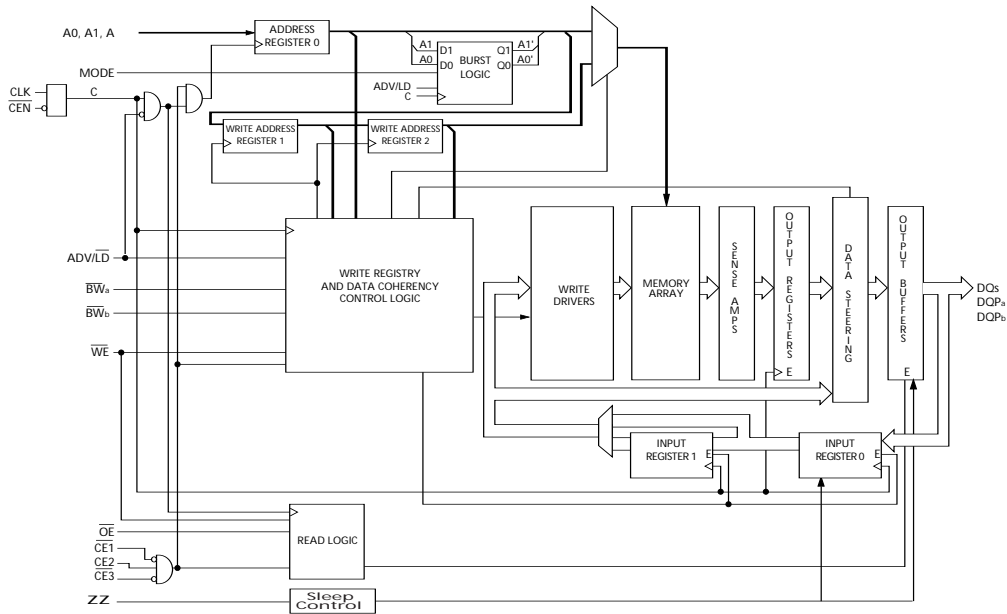 A0, A1, A
ADDRESS
REGISTER 0
A1
A0
D1
D0
BURST
LOGIC
Q1
Q0
A1'
A0'
MODE
ADV/LD
C
CLK
CEN
C
WRITE ADDRESS
REGISTER 1
WRITE ADDRESS
REGISTER 2
ADV/LD
BWa
BWb
WE
WRITE REGISTRY
AND DATA COHERENCY
CONTROL LOGIC
WRITE
DRIVERS
MEMORY
ARRAY
SENSE AMPS
OUTPUT REGISTERS
E
DATA STEERING
OUTPUT BUFFERS
E
DQs
DQPa
DQPb
INPUT
REGISTER 1
E
INPUT
REGISTER 0
E
OE
CE1
CE2
CE3
READ LOGIC
ZZ
Sleep
Control